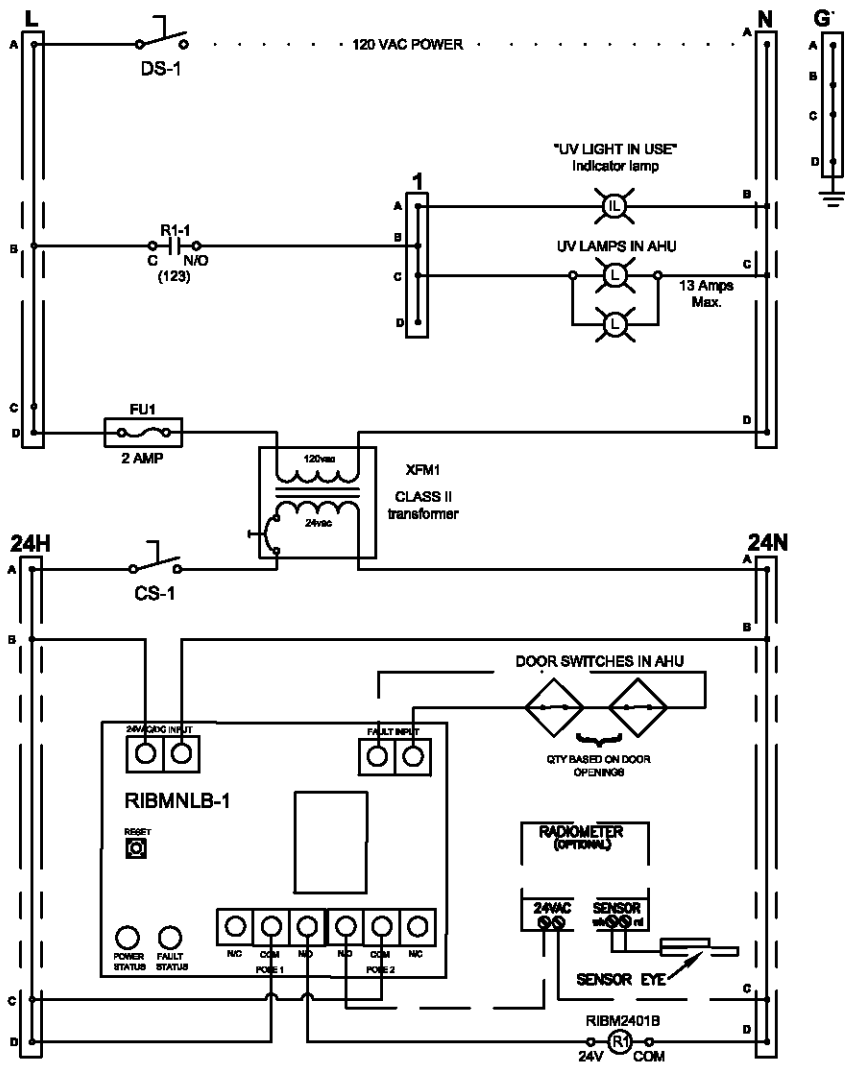 L
N
G
A
DS-1
120 VAC POWER
A
A
B
C
D
"UV LIGHT IN USE"
Indicator lamp
1
A
IL
B
R1-1
B
B
C
N/O
(123)
UV LAMPS IN AHU
C
L
C
13 Amps
Max.
D
L
C
D
FU1
2 AMP
D
120vac
XFM1
CLASS II
transformer
24vac
24H
24N
A
CS-1
A
B
B
DOOR SWITCHES IN AHU
24VAC/DC INPUT
FAULT INPUT
QTY BASED ON DOOR
OPENINGS
RIBMNLB-1
RESET
RADIOMETER
(OPTIONAL)
24VAC
SENSOR
wh
rd
POWER
STATUS
FAULT
STATUS
N/C
COM
N/O
N/O
COM
N/C
POLE 1
POLE 2
SENSOR EYE
C
C
RIBM2401B
D
24V
R1
COM
D